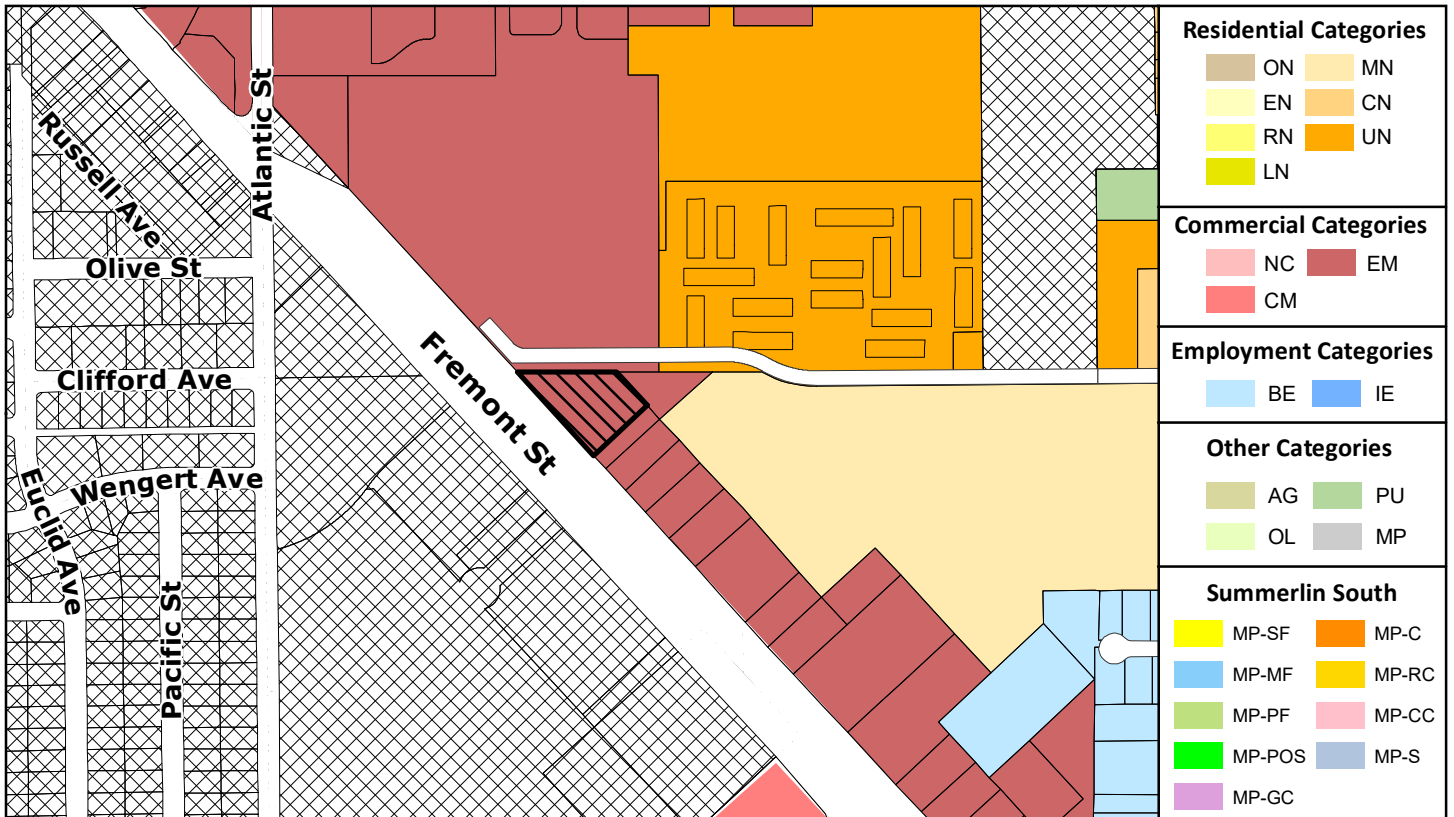 Atlantic St
Russell Ave
Olive St
Clifford Ave
Fremont St
Wengert Ave
Euclid Ave
Pacific St
Residential Categories
ON MN
EN CN
RN UN
LN
Commercial Categories
NC EM
CM
Employment Categories
BE IE
Other Categories
AG PU
OL MP
Summerlin South
MP-SF MP-C
MP-MF MP-RC
MP-PF MP-CC
MP-POS MP-S
MP-GC